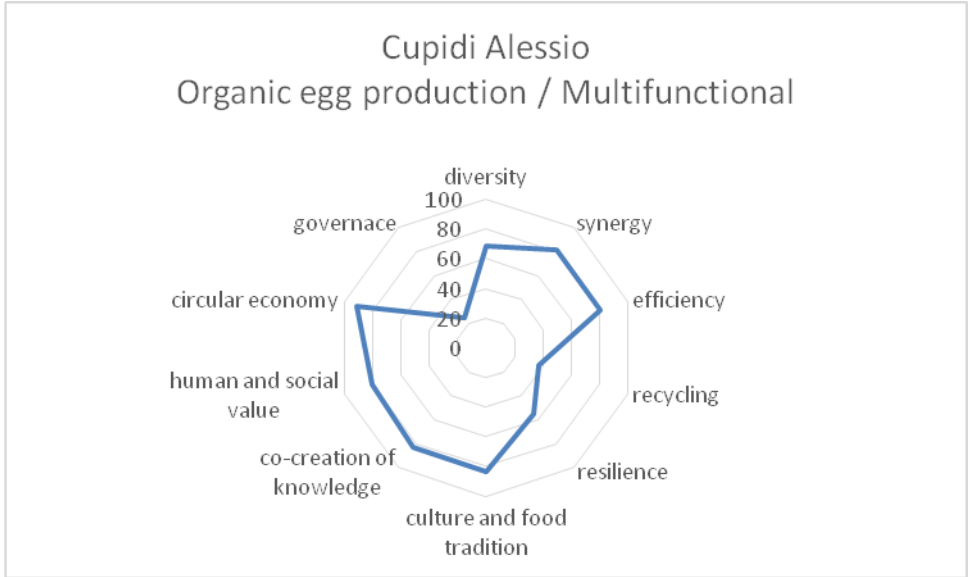 Cupidi Alessio
Organic egg production / Multifunctional
diversity
100
governace
80
synergy
60
circular economy
40
efficiency
20
0
human and social
value
recycling
co-creation of
knowledge
resilience
culture and food
tradition